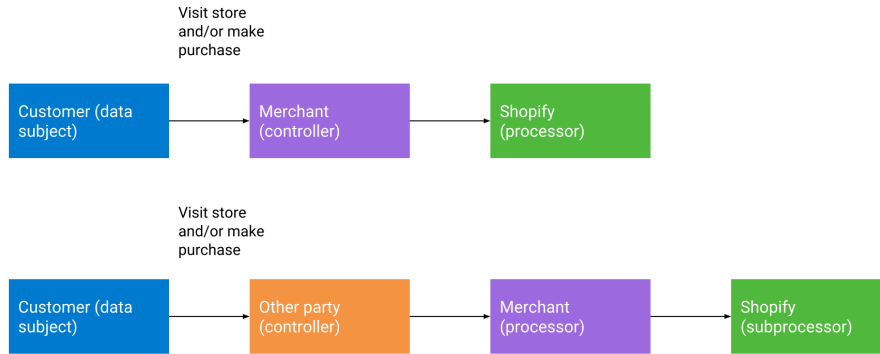 Visit store
and/or make
purchase
Customer (data
subject)
Merchant
(controller)
Shopify
(processor)
Visit store
and/or make
purchase
Customer (data
subject)
Other party
(controller)
Merchant
(processor)
Shopify
(subprocessor)